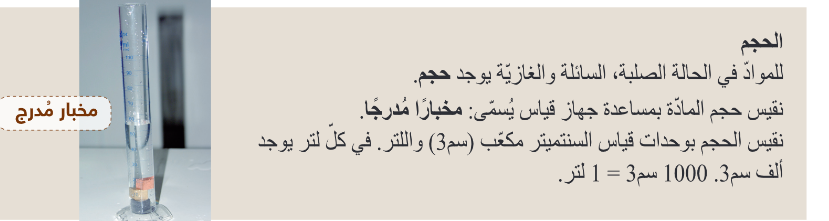 الحجم
للموادّ في الحالة الصلبة، السائلة والغازيّة يوجد حجم.
نقيس حجم المادّة بمساعدة جهاز قياس يُسمّى: مخبارًا مُدرجًا.
نقيس الحجم بوحدات قياس السنتميتر مكعّب (سم3) واللتر. في كلّ لتر يوجد
ألف سم3. 1000 سم3 = 1 لتر.
مخبار مُدرج